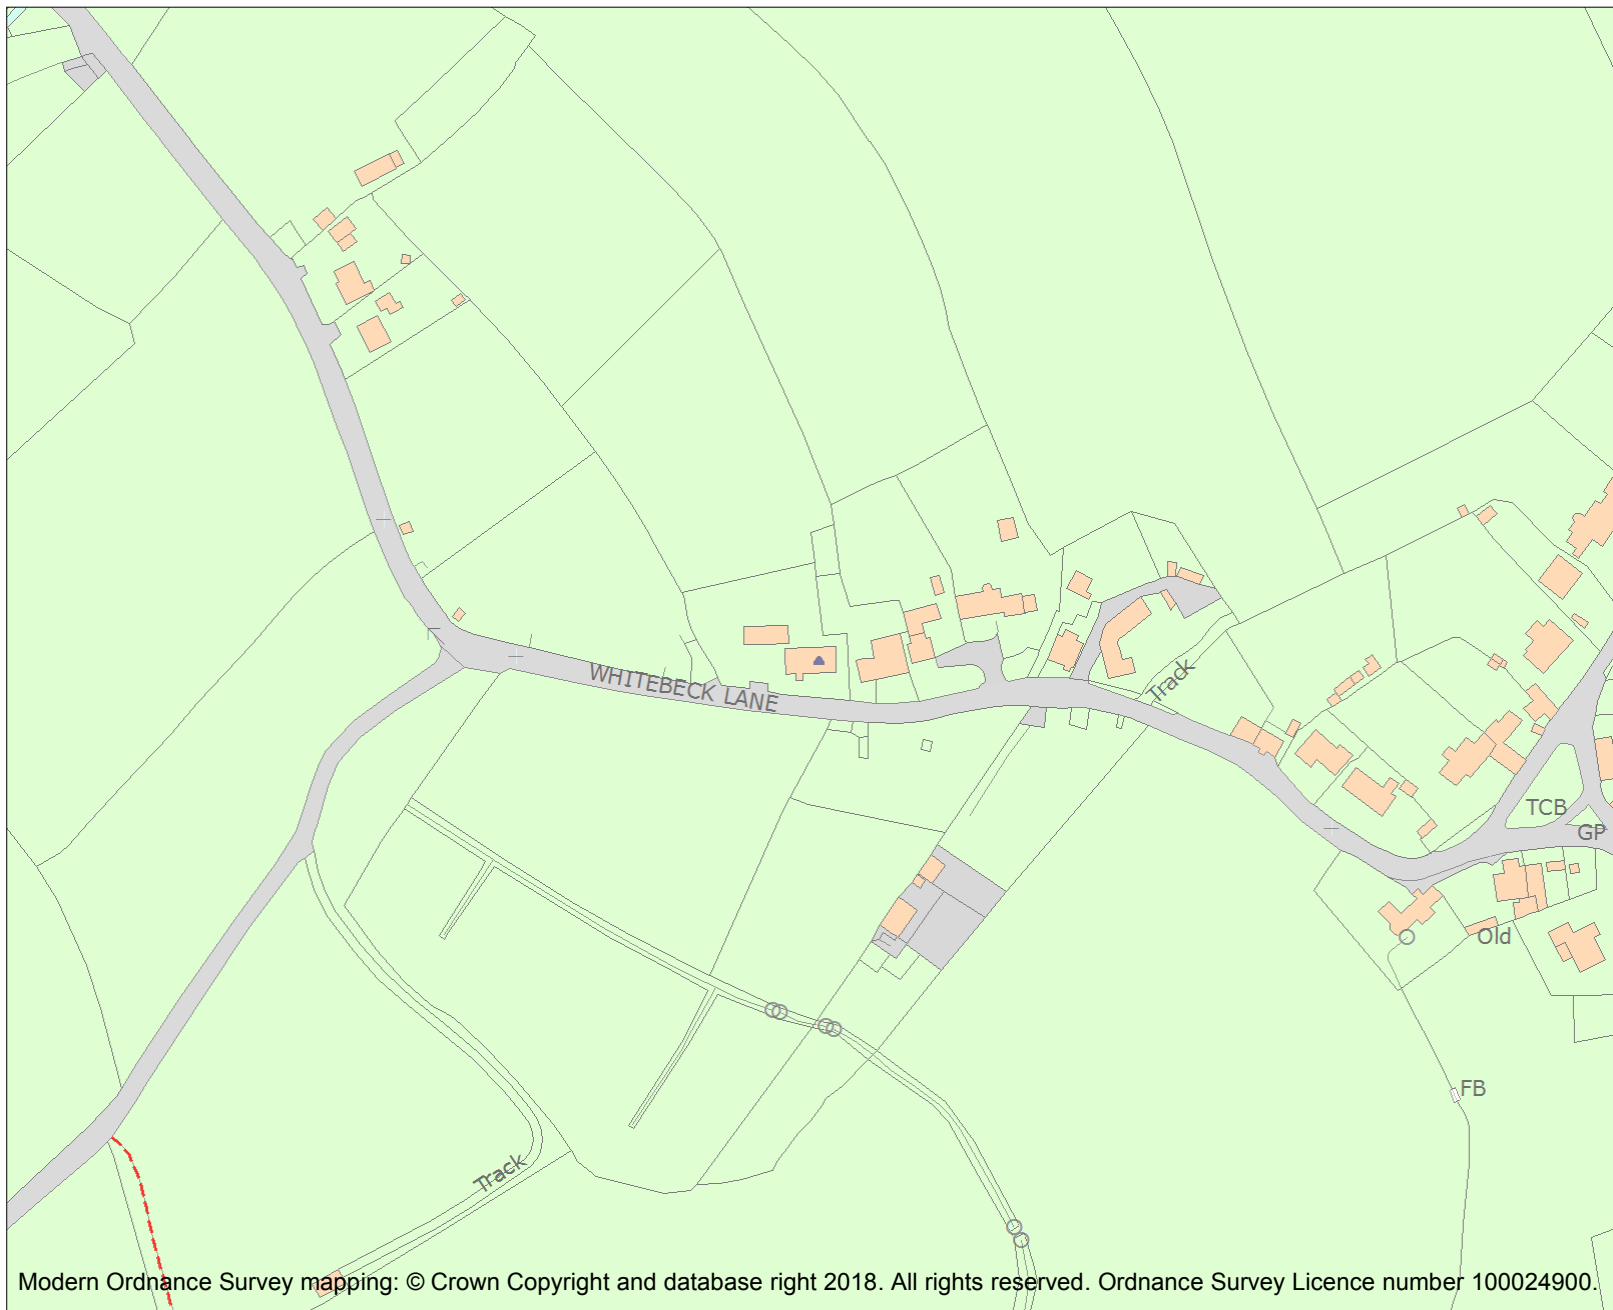 WHITEBECK LANE
Track
TCB
GP
Old
FB
Track
Modern Ordnance Survey mapping: © Crown Copyright and database right 2018. All rights reserved. Ordnance Survey Licence number 100024900.